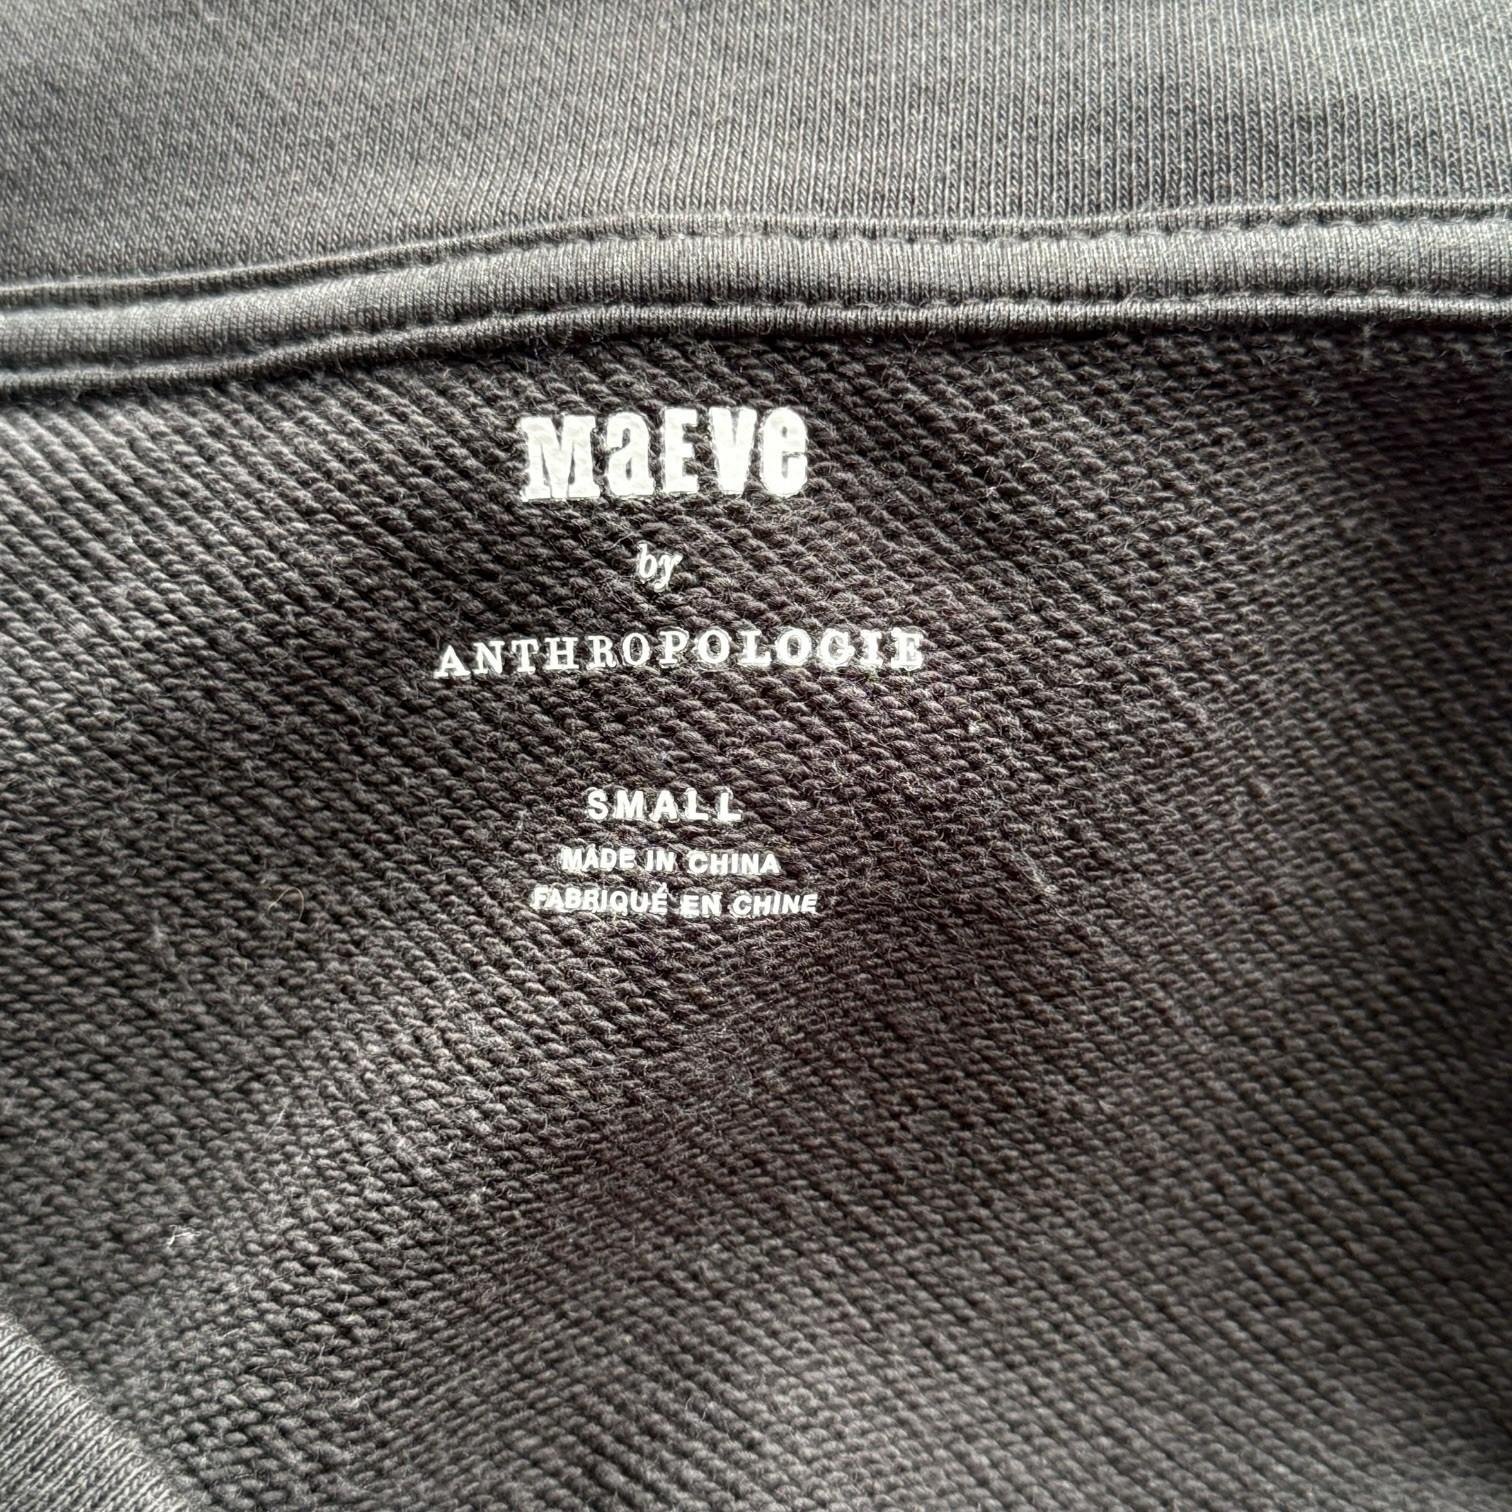 MaEVe
by
ANTHROPOLOGIE
SMALL
MADE IN CHINA
FABRIQUÉ EN CHINE